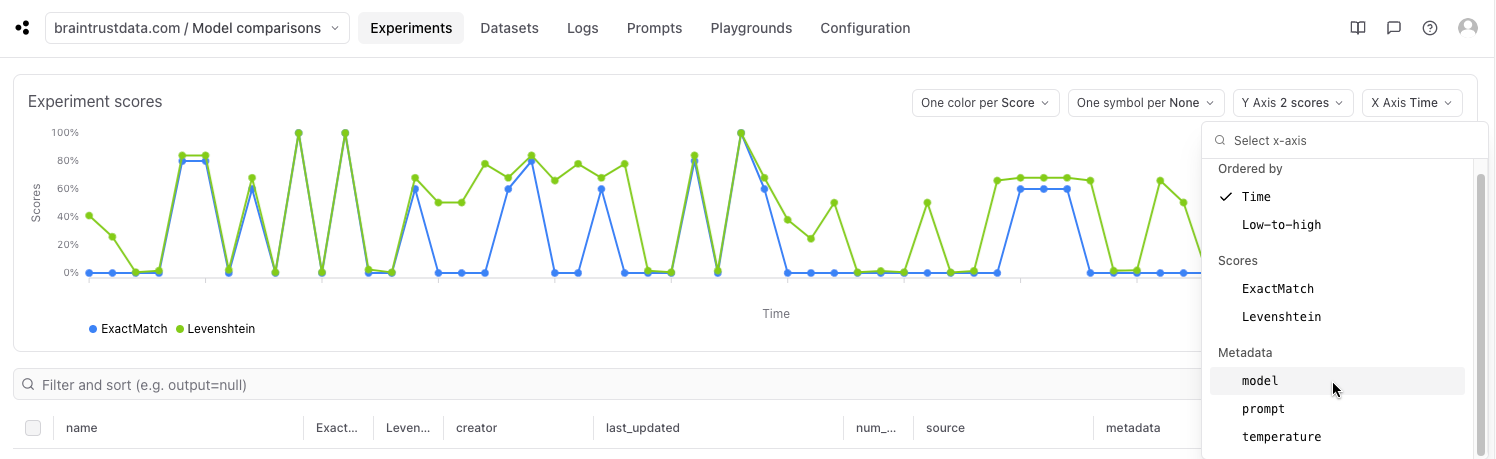 braintrustdata.com / Model comparisons
Experiments
Datasets
Logs
Prompts
Playgrounds
Configuration
Experiment scores
One color per Score
One symbol per None
Y Axis 2 scores
X Axis Time
100%
80%
60%
40%
20%
0%
Scores
Time
ExactMatch
Levenshtein
Select x-axis
Ordered by
Time
Low-to-high
Scores
ExactMatch
Levenshtein
Metadata
model
prompt
temperature
Filter and sort (e.g. output=null)
name
Exact...
Leven...
creator
last_updated
num_...
source
metadata